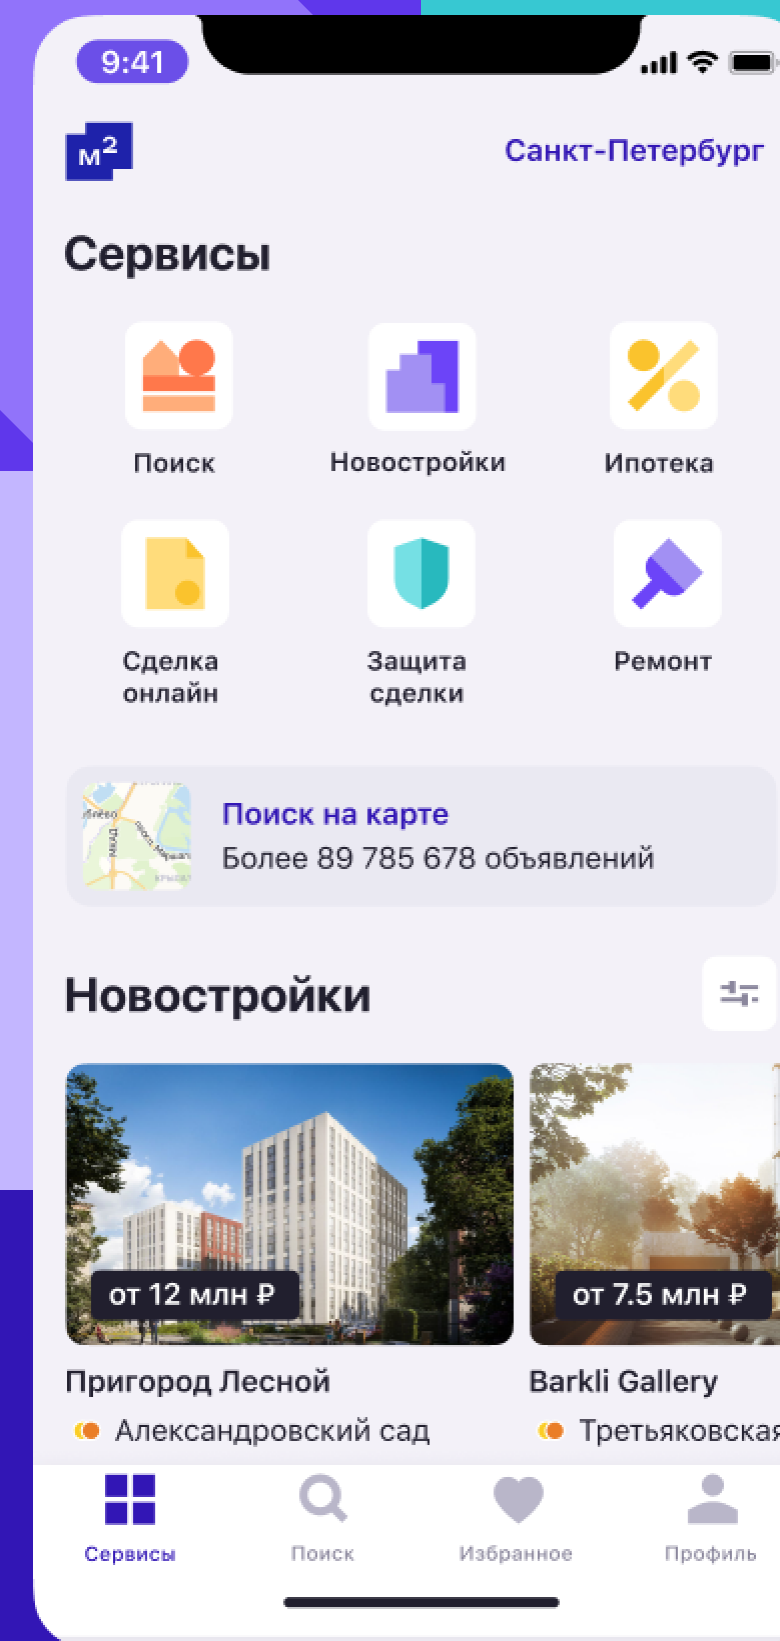 9:41
м²
Санкт-Петербург
Сервисы
Поиск
Новостройки
Ипотека
Сделка
онлайн
Защита
сделки
Ремонт
МКАД
Поиск на карте
Более 89 785 678 объявлений
Новостройки
от 12 млн ₽
от 7.5 млн ₽
Пригород Лесной
Barkli Gallery
Александровский сад
Третьяковская
Сервисы
Поиск
Избранное
Профиль